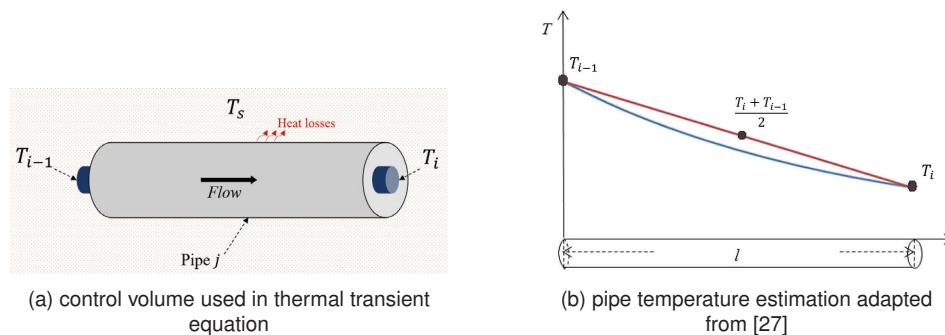 T_s
Heat losses
T_{i-1}
T_i
Flow
Pipe j
(a) control volume used in thermal transient
equation
T
T_{i-1}
\frac{T_i + T_{i-1}}{2}
T_i
l
(b) pipe temperature estimation adapted
from [27]